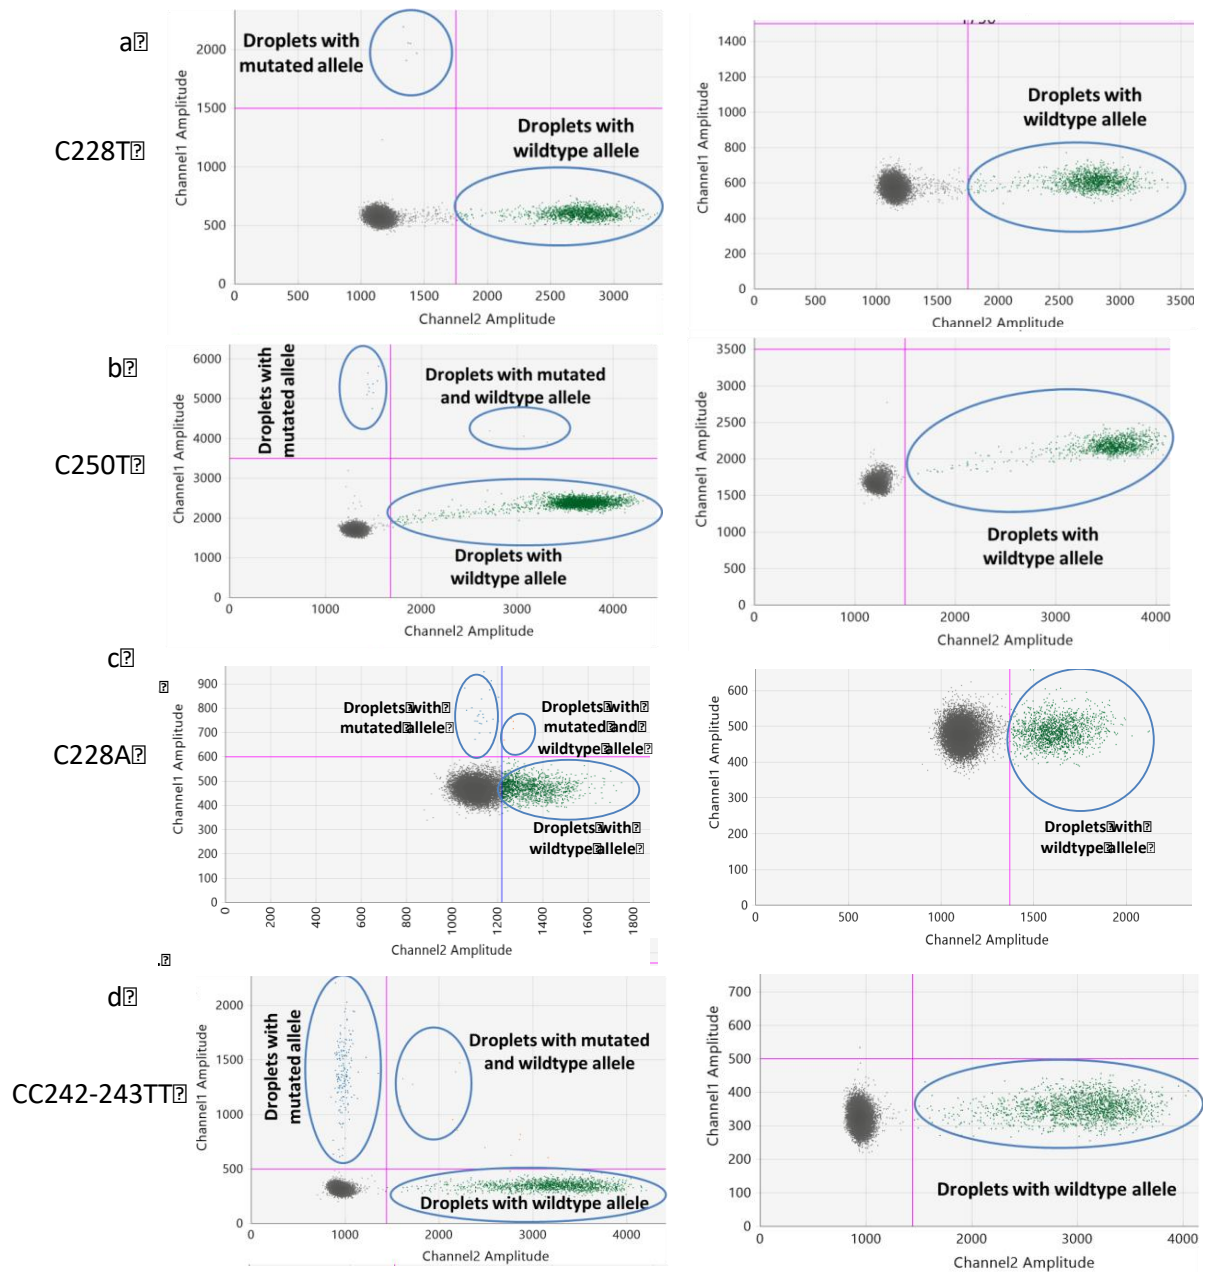 a
C228T
Droplets with
mutated allele
Droplets with
wildtype allele
Channel1 Amplitude
2000
1500
1000
500
0
0 500 1000 1500 2000 2500 3000
Channel2 Amplitude
Droplets with
wildtype allele
Channel1 Amplitude
1400
1200
1000
800
600
400
200
0
0 500 1000 1500 2000 2500 3000 3500
Channel2 Amplitude
b
C250T
Droplets with
mutated allele
Droplets with mutated
and wildtype allele
Droplets with
wildtype allele
Channel1 Amplitude
6000
5000
4000
3000
2000
1000
0
0 1000 2000 3000 4000
Channel2 Amplitude
Droplets with
wildtype allele
Channel1 Amplitude
3500
3000
2500
2000
1500
1000
500
0
0 1000 2000 3000 4000
Channel2 Amplitude
c
C228A
Droplets with
mutated allele
Droplets with
mutated and
wildtype allele
Droplets with
wildtype allele
Channel1 Amplitude
900
800
700
600
500
400
300
200
100
0
0 200 400 600 800 1000 1200 1400 1600 1800
Channel2 Amplitude
Droplets with
wildtype allele
Channel1 Amplitude
600
500
400
300
200
100
0
0 500 1000 1500 2000
Channel2 Amplitude
d
CC242-243TT
Droplets with
mutated allele
Droplets with mutated
and wildtype allele
Droplets with wildtype allele
Channel1 Amplitude
2000
1500
1000
500
0
0 1000 2000 3000 4000
Channel2 Amplitude
Droplets with wildtype allele
Channel1 Amplitude
700
600
500
400
300
200
100
0
0 1000 2000 3000 4000
Channel2 Amplitude